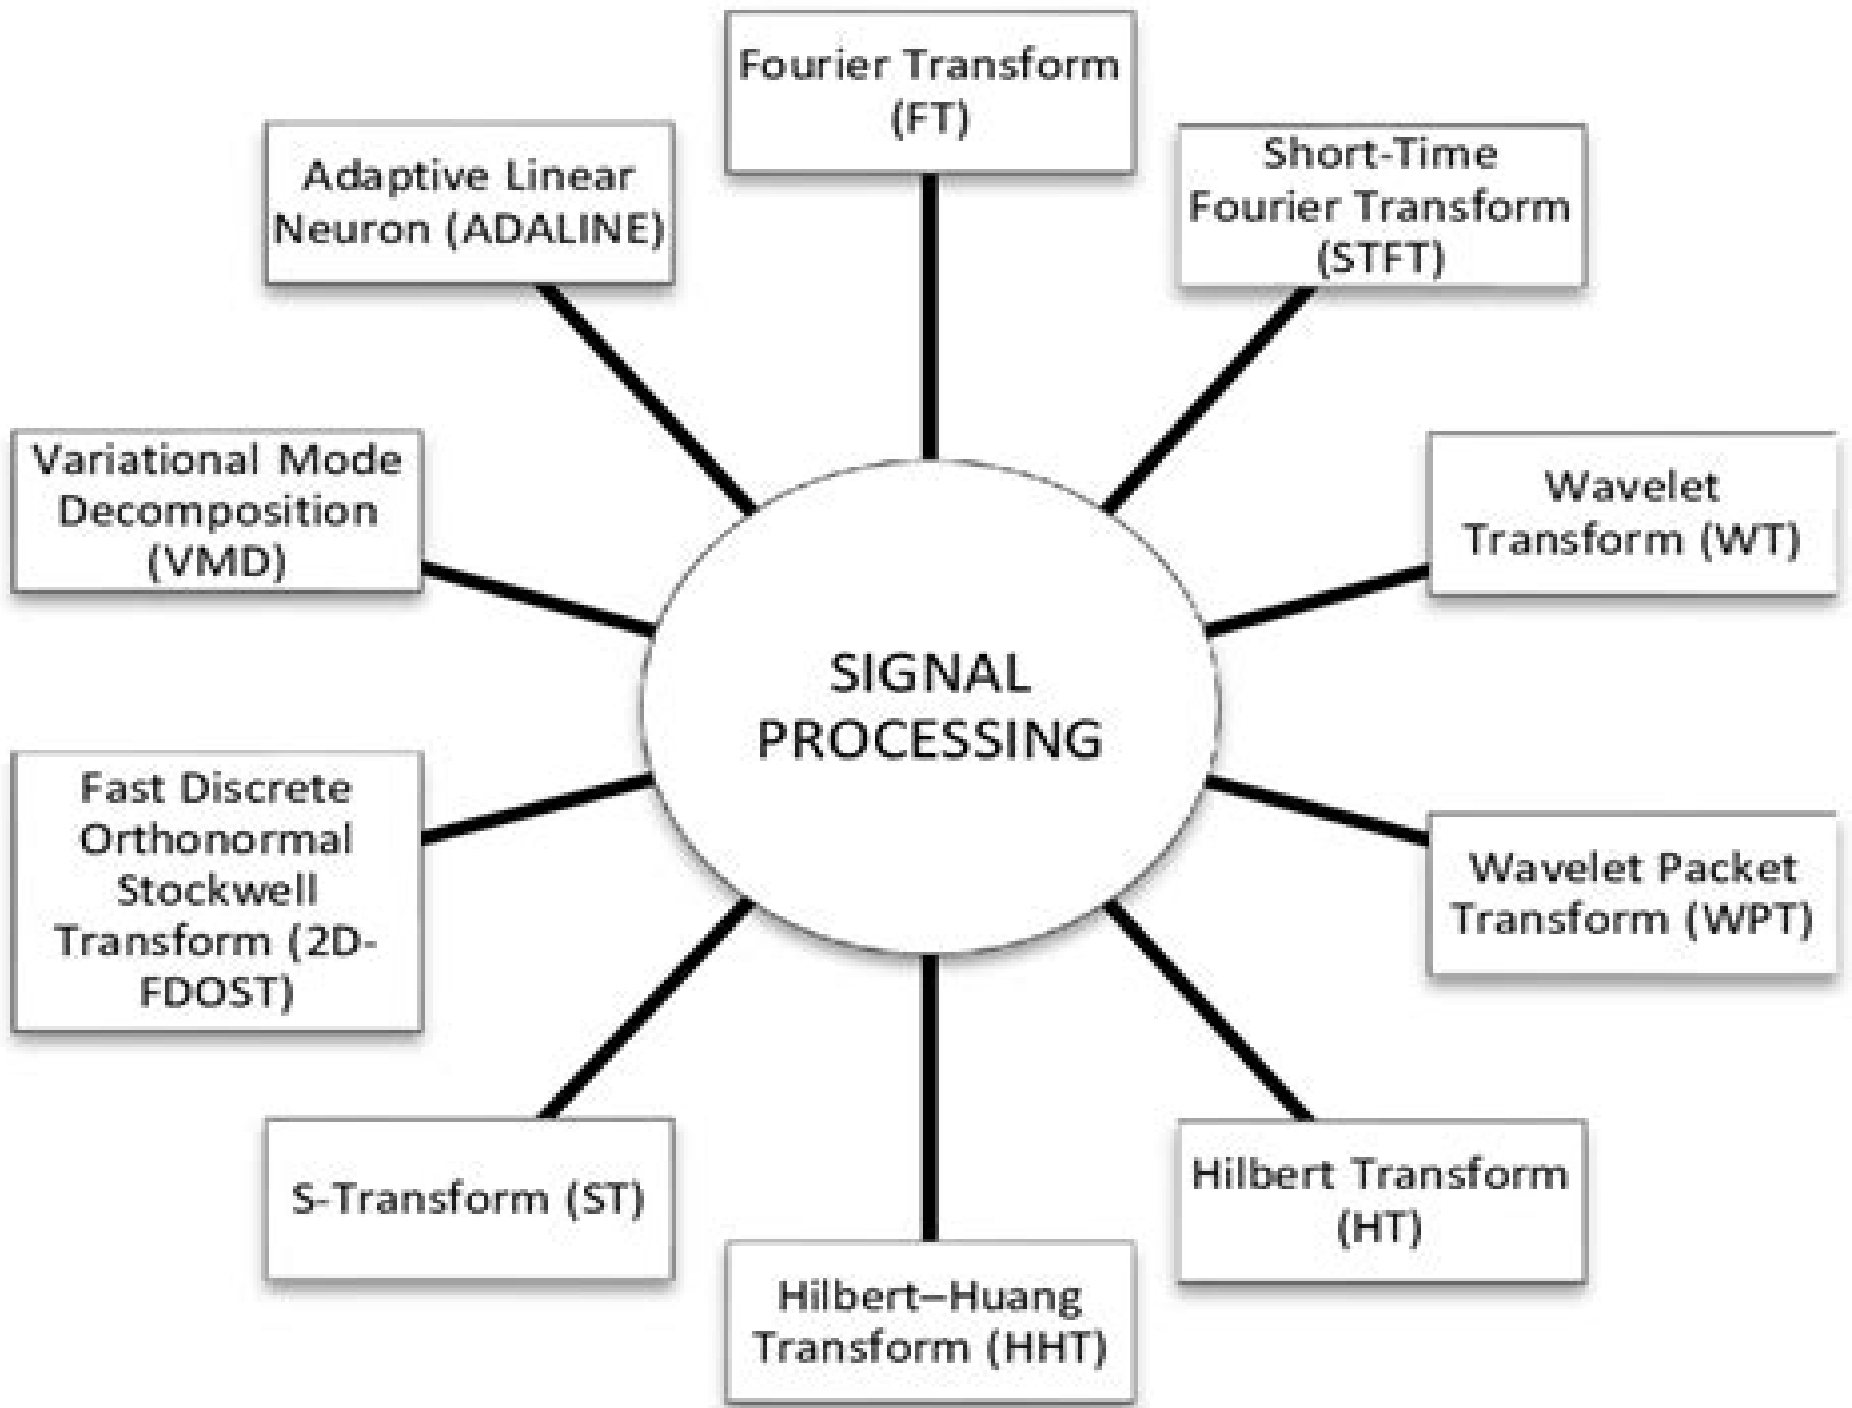 Fourier Transform
(FT)
Short-Time
Fourier Transform
(STFT)
Wavelet
Transform (WT)
Wavelet Packet
Transform (WPT)
Hilbert Transform
(HT)
Hilbert–Huang
Transform (HHT)
S-Transform (ST)
Fast Discrete
Orthonormal
Stockwell
Transform (2D-
FDOST)
Variational Mode
Decomposition
(VMD)
Adaptive Linear
Neuron (ADALINE)
SIGNAL
PROCESSING